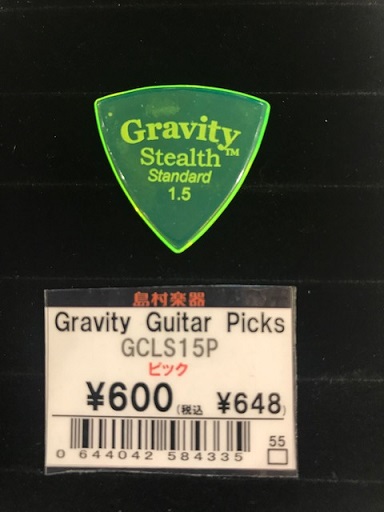 Gravity
Stealth™
Standard
1.5
島村楽器
Gravity Guitar Picks
GCLS15P
ピック
¥600 (税込 ¥648)
55
0 644042 584335